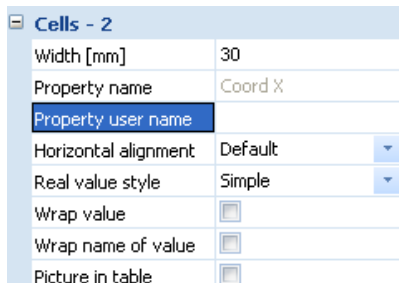 Cells - 2
Width [mm] 30
Property name Coord X
Property user name
Horizontal alignment Default
Real value style Simple
Wrap value
Wrap name of value
Picture in table